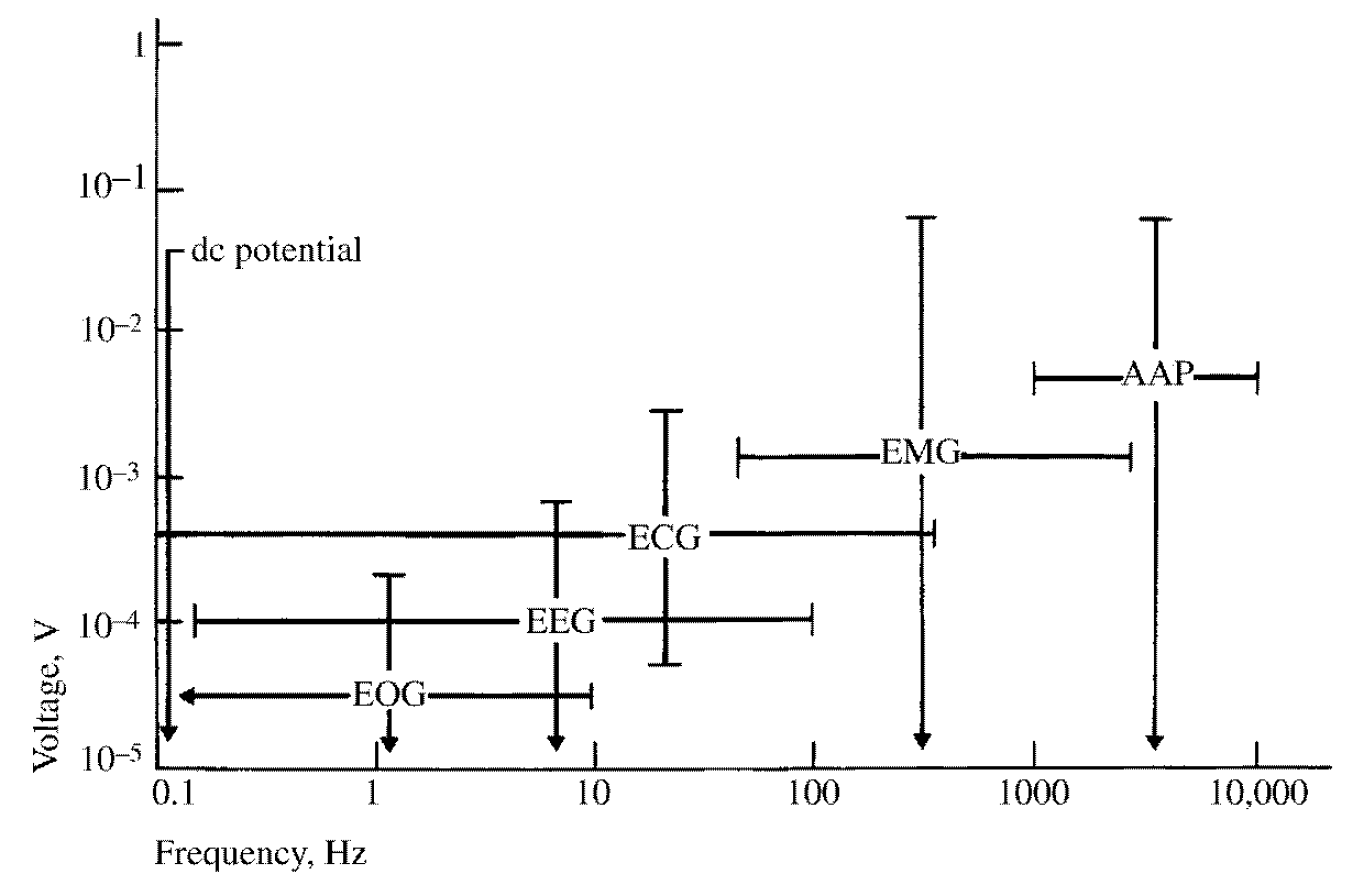 1
10–1
dc potential
10–2
AAP
EMG
10–3
ECG
10–4
EEG
EOG
Voltage, V
10–5
0.1 1 10 100 1000 10,000
Frequency, Hz